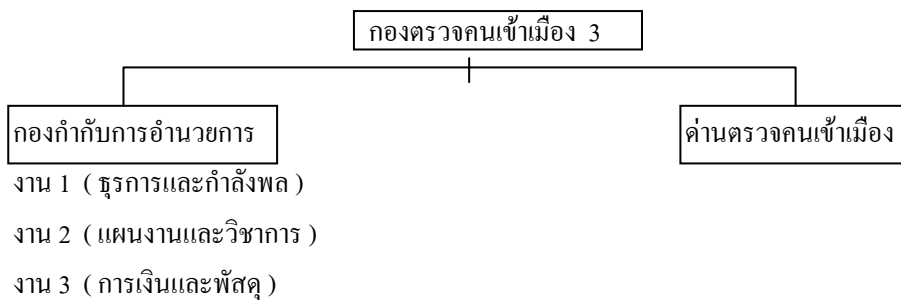 กองตรวจคนเข้าเมือง 3
กองกำกับการอำนวยการ
ด่านตรวจคนเข้าเมือง
งาน 1 ( ธุรการและกำลังพล )
งาน 2 ( แผนงานและวิชาการ )
งาน 3 ( การเงินและพัสดุ )